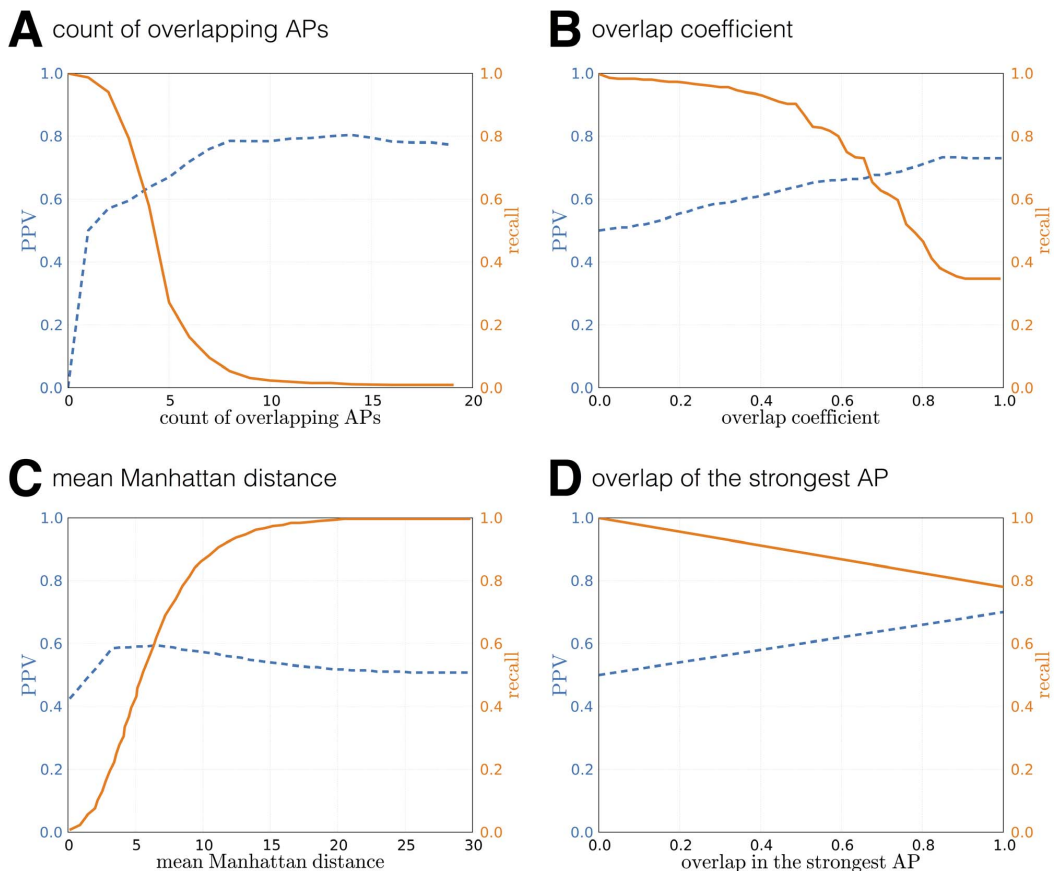 A count of overlapping APs
1.0 1.0
0.8 0.8
0.6 0.6
PPV recall
0.4 0.4
0.2 0.2
0.0 0.0
0 5 10 15 20
count of overlapping APs
B overlap coefficient
1.0 1.0
0.8 0.8
0.6 0.6
PPV recall
0.4 0.4
0.2 0.2
0.0 0.0
0.0 0.2 0.4 0.6 0.8 1.0
overlap coefficient
C mean Manhattan distance
1.0 1.0
0.8 0.8
0.6 0.6
PPV recall
0.4 0.4
0.2 0.2
0.0 0.0
0 5 10 15 20 25 30
mean Manhattan distance
D overlap of the strongest AP
1.0 1.0
0.8 0.8
0.6 0.6
PPV recall
0.4 0.4
0.2 0.2
0.0 0.0
0.0 0.2 0.4 0.6 0.8 1.0
overlap in the strongest AP